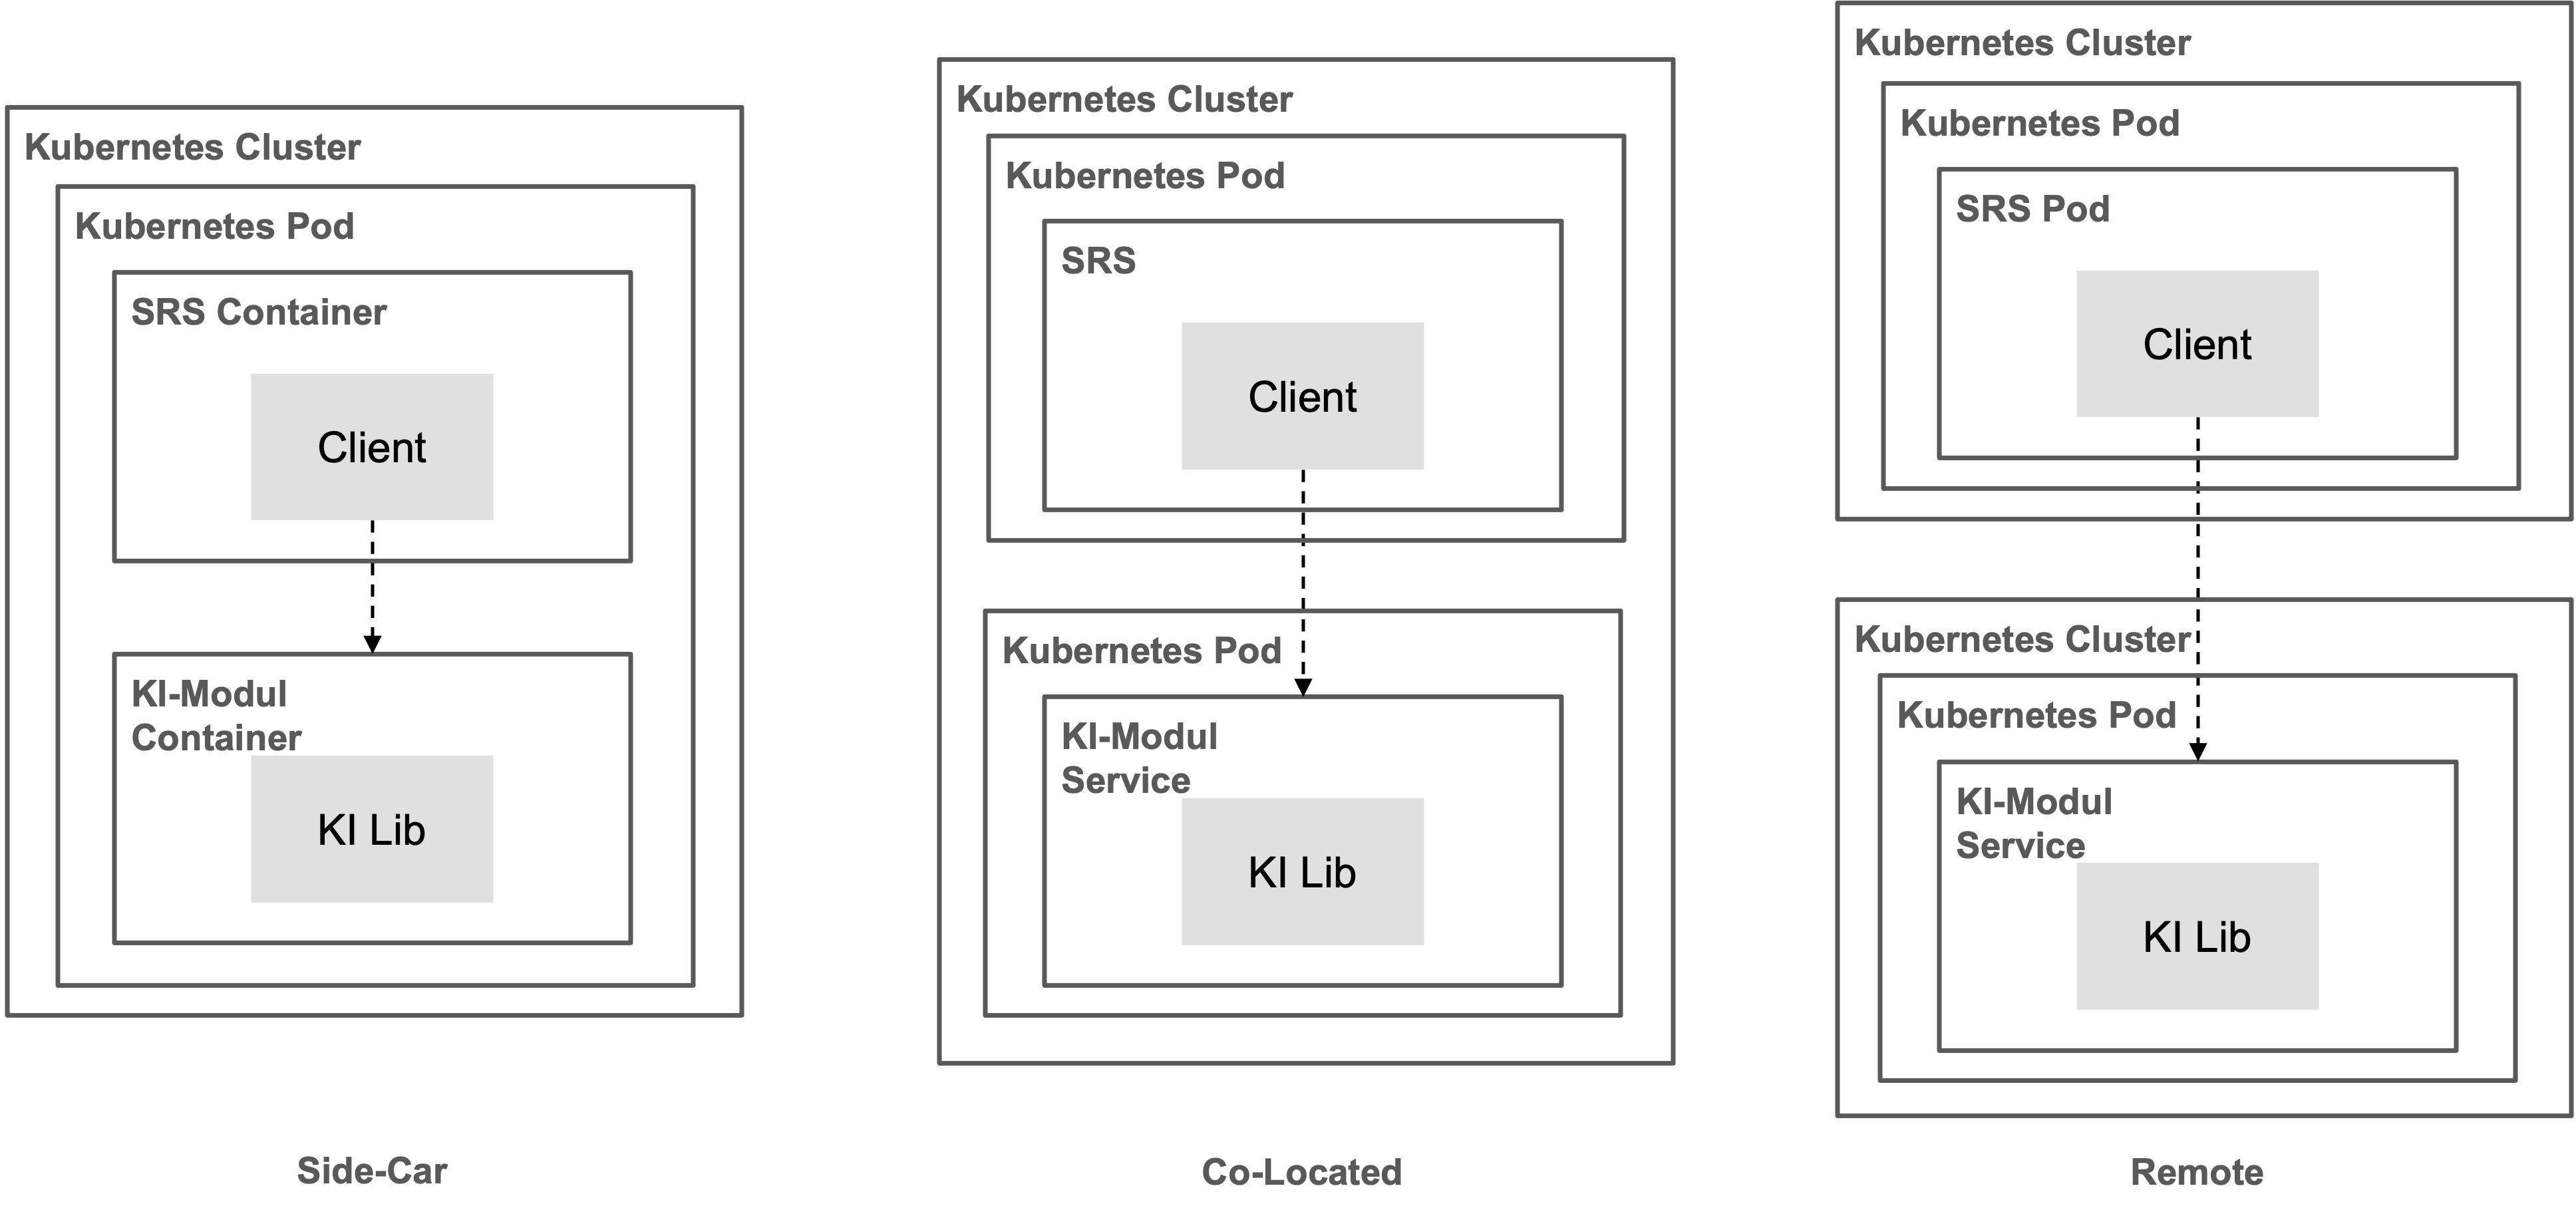 Kubernetes Cluster
Kubernetes Pod
SRS Container
Client
KI-Modul
Container
KI Lib
Side-Car
Kubernetes Cluster
Kubernetes Pod
SRS
Client
Kubernetes Pod
KI-Modul
Service
KI Lib
Co-Located
Kubernetes Cluster
Kubernetes Pod
SRS Pod
Client
Kubernetes Cluster
Kubernetes Pod
KI-Modul
Service
KI Lib
Remote